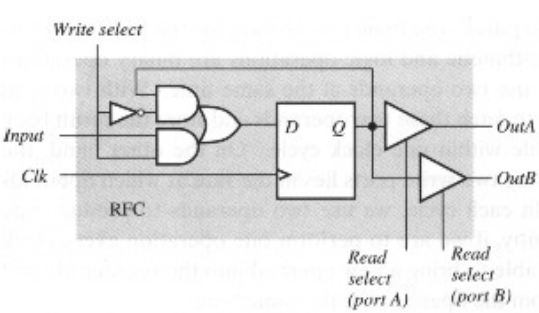 Write select
Input
D
Q
OutA
Clk
OutB
RFC
Read
select
(port A)
Read
select
(port B)